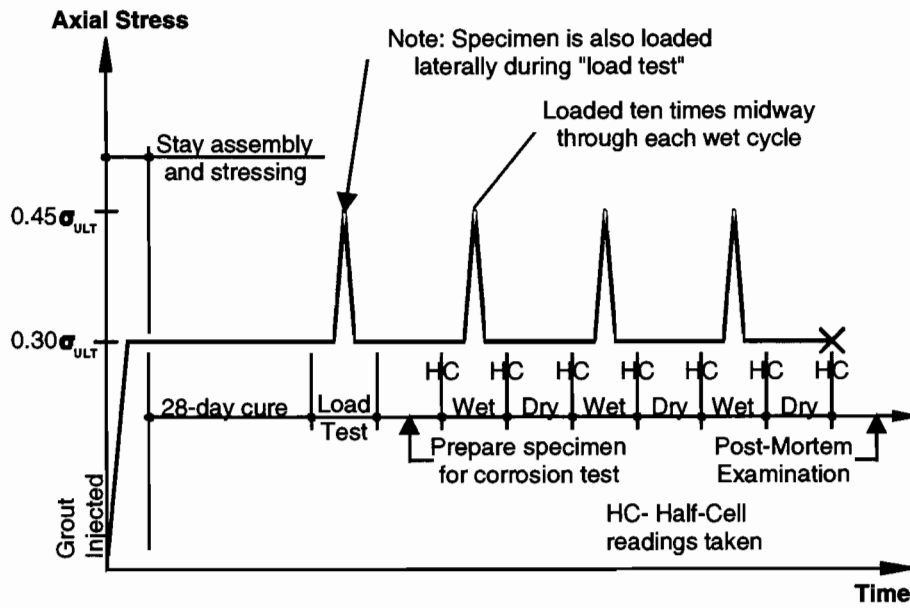 Axial Stress
Note: Specimen is also loaded
laterally during "load test"
Loaded ten times midway
through each wet cycle
Stay assembly
and stressing
0.45σULT
0.30σULT
HC HC HC HC HC HC HC
28-day cure Load Wet Dry Wet Dry Wet Dry
Test
Prepare specimen
for corrosion test
Post-Mortem
Examination
Grout
Injected
HC- Half-Cell
readings taken
Time